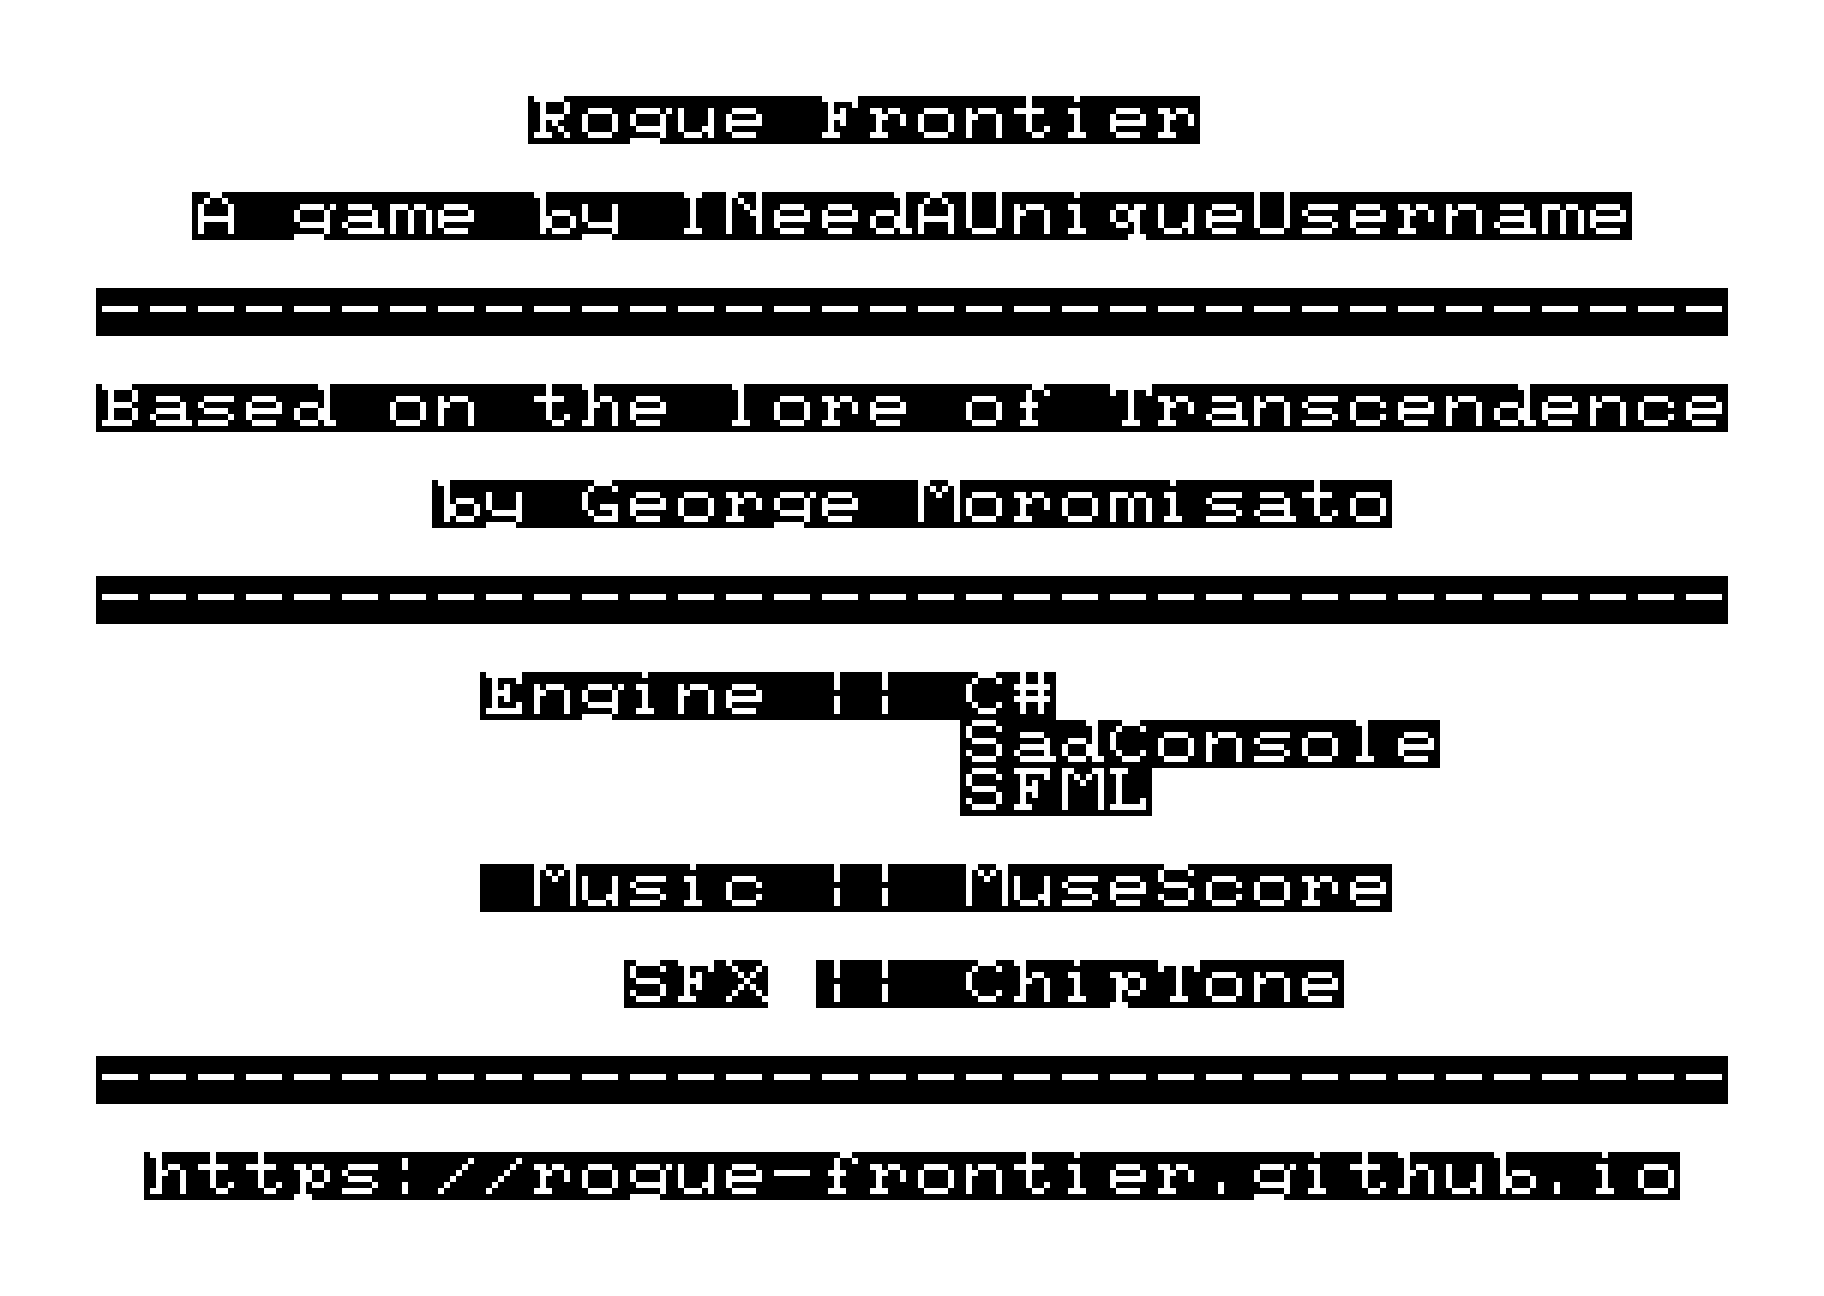 Rogue Frontier
A game by INeedAUniqueUsername
----------------------------------
Based on the lore of Transcendence
by George Moromisato
----------------------------------
Engine || C#
SadConsole
SFML
Music || MuseScore
SFX || ChipTone
----------------------------------
https://rogue-frontier.github.io